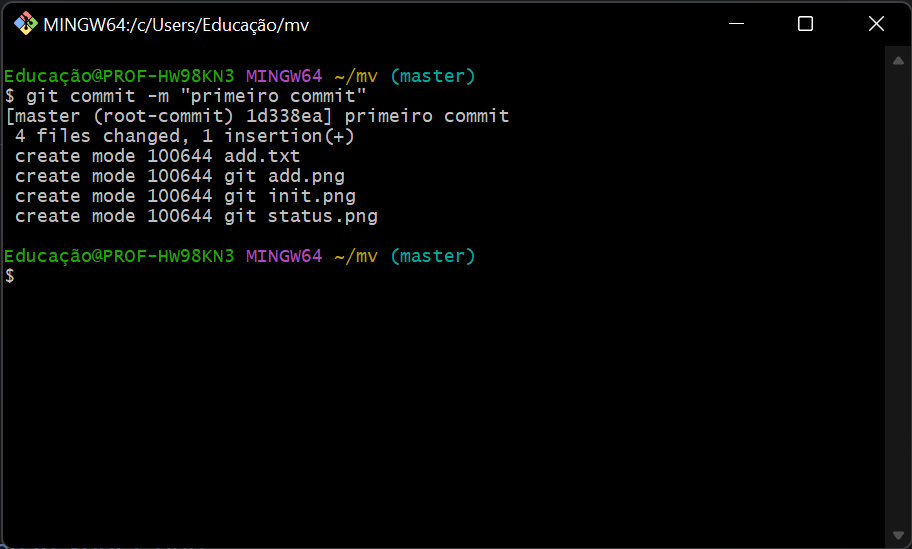 MINGW64:/c/Users/Educação/mv
Educação@PROF-HW98KN3 MINGW64 ~/mv (master)
$ git commit -m "primeiro commit"
[master (root-commit) 1d338ea] primeiro commit
 4 files changed, 1 insertion(+)
 create mode 100644 add.txt
 create mode 100644 git add.png
 create mode 100644 git init.png
 create mode 100644 git status.png
Educação@PROF-HW98KN3 MINGW64 ~/mv (master)
$